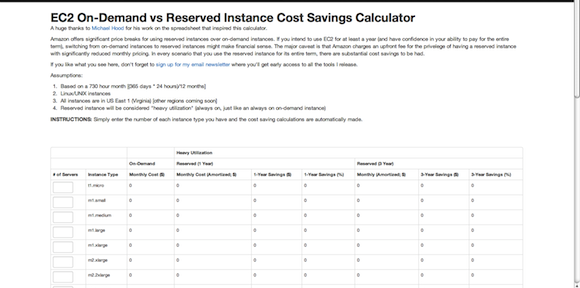 EC2 On-Demand vs Reserved Instance Cost Savings Calculator
A huge thanks to Michael Hood for his work on the spreadsheet that inspired this calculator.
Amazon offers significant price breaks for using reserved instances over on-demand instances. If you intend to use EC2 for at least a year (and have confidence in your ability to pay for the entire
term), switching from on-demand instances to reserved instances might make financial sense. The major caveat is that Amazon charges an upfront fee for the privelege of having a reserved instance
with significantly reduced monthly pricing. In every scenario that you use the reserved instance for its entire term, there are substantial cost savings to be had.
If you like what you see here, don't forget to sign up for my email newsletter where you'll get early access to all the tools I release.
Assumptions:
1. Based on a 730 hour month [(365 days * 24 hours)/12 months]
2. Linux/UNIX instances
3. All instances are in US East 1 (Virginia) [other regions coming soon]
4. Reserved instance will be considered "heavy utilization" (always on, just like an always on on-demand instance)
INSTRUCTIONS: Simply enter the number of each instance type you have and the cost saving calculations are automatically made.
Heavy Utilization
On-Demand Reserved (1 Year) Reserved (3 Year)
# of Servers Instance Type Monthly Cost ($) Monthly Cost (Amortized; $) 1-Year Savings ($) 1-Year Savings (%) Monthly (Amortized; $) 3-Year Savings ($) 3-Year Savings (%)
t1.micro 0 0 0 0 0 0 0
m1.small 0 0 0 0 0 0 0
m1.medium 0 0 0 0 0 0 0
m1.large 0 0 0 0 0 0 0
m1.xlarge 0 0 0 0 0 0 0
m2.xlarge 0 0 0 0 0 0 0
m2.2xlarge 0 0 0 0 0 0 0